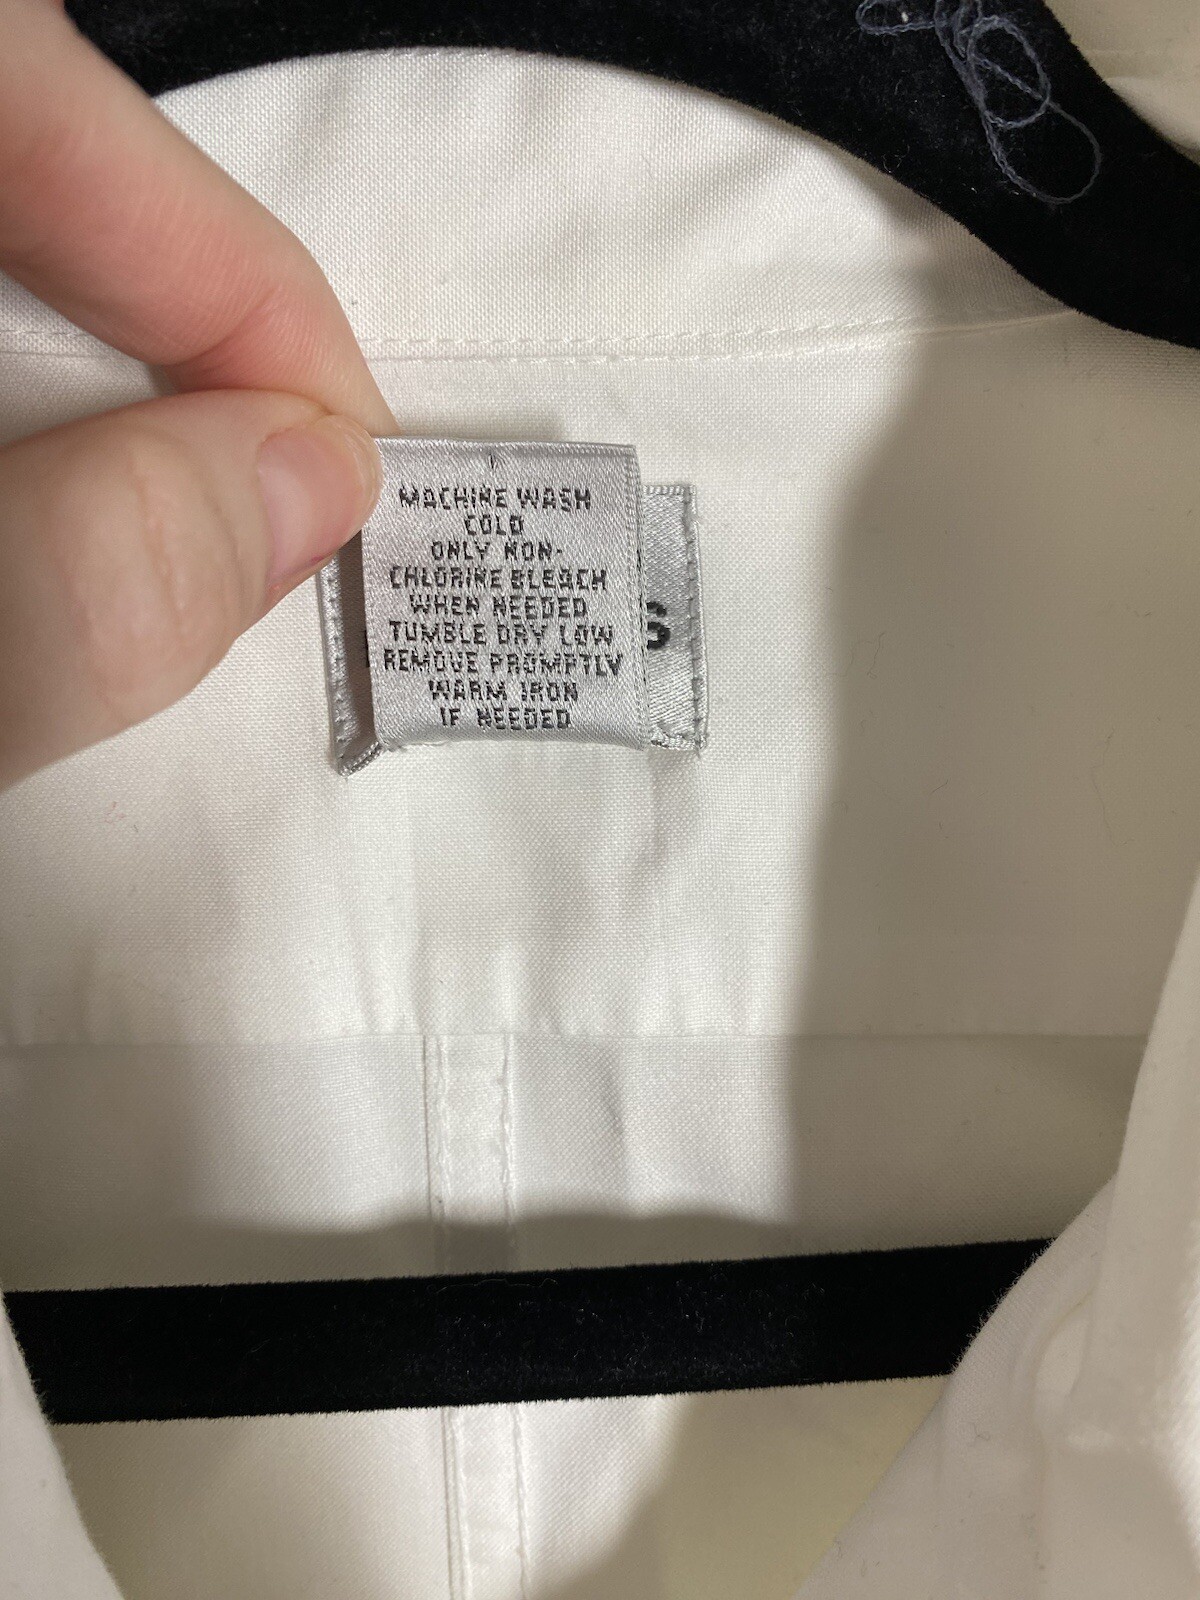 MACHINE WASH
COLD
ONLY NON-
CHLORINE BLEACH
WHEN NEEDED
TUMBLE DRY LOW
REMOVE PROMPTLY
WARM IRON
IF NEEDED
S